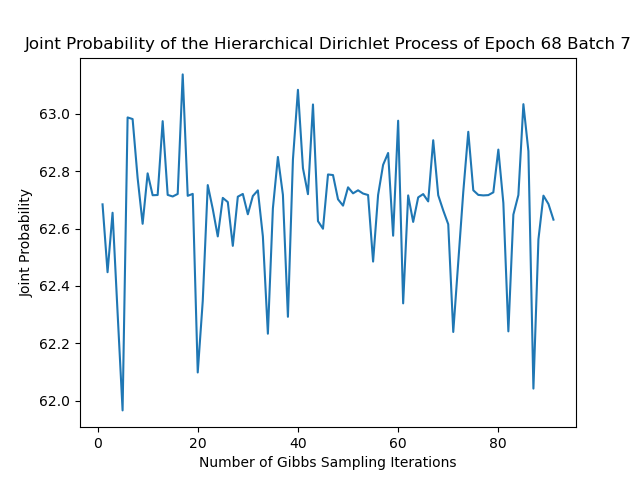 Joint Probability of the Hierarchical Dirichlet Process of Epoch 68 Batch 7
63.0
62.8
62.6
62.4
62.2
62.0
Joint Probability
0 20 40 60 80
Number of Gibbs Sampling Iterations